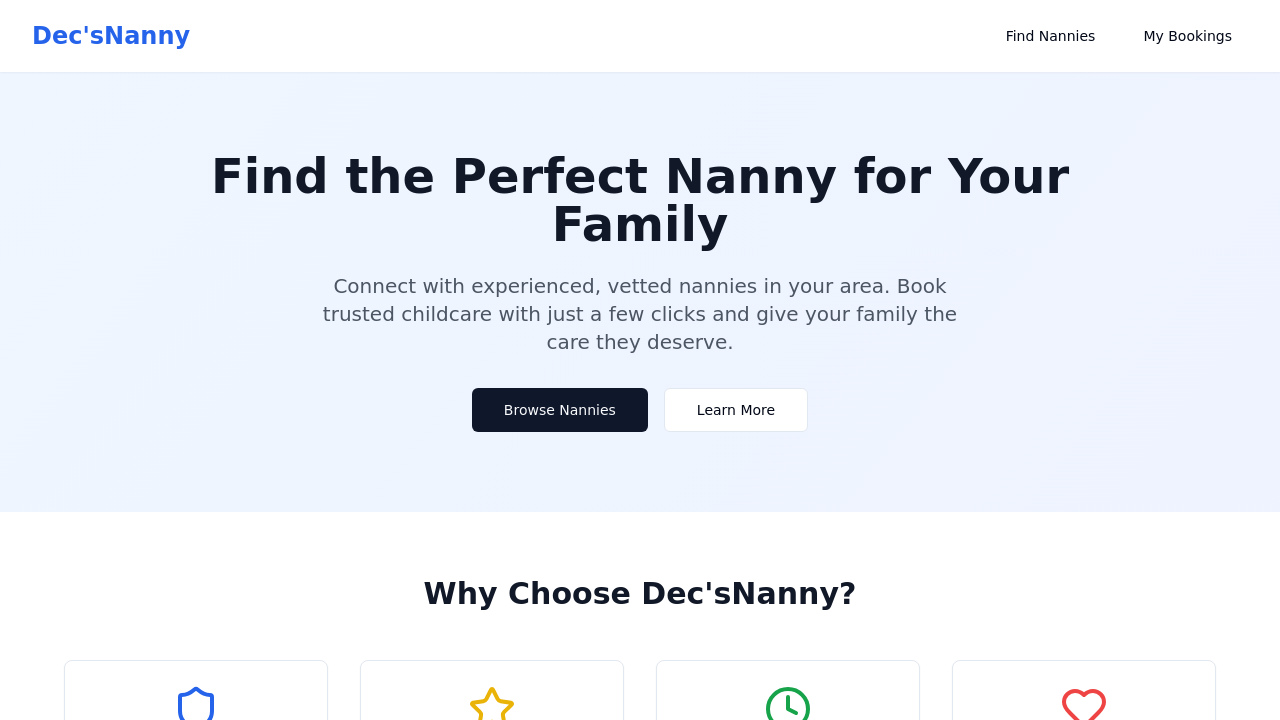 Dec'sNanny
Find Nannies
My Bookings
Find the Perfect Nanny for Your
Family
Connect with experienced, vetted nannies in your area. Book
trusted childcare with just a few clicks and give your family the
care they deserve.
Browse Nannies
Learn More
Why Choose Dec'sNanny?